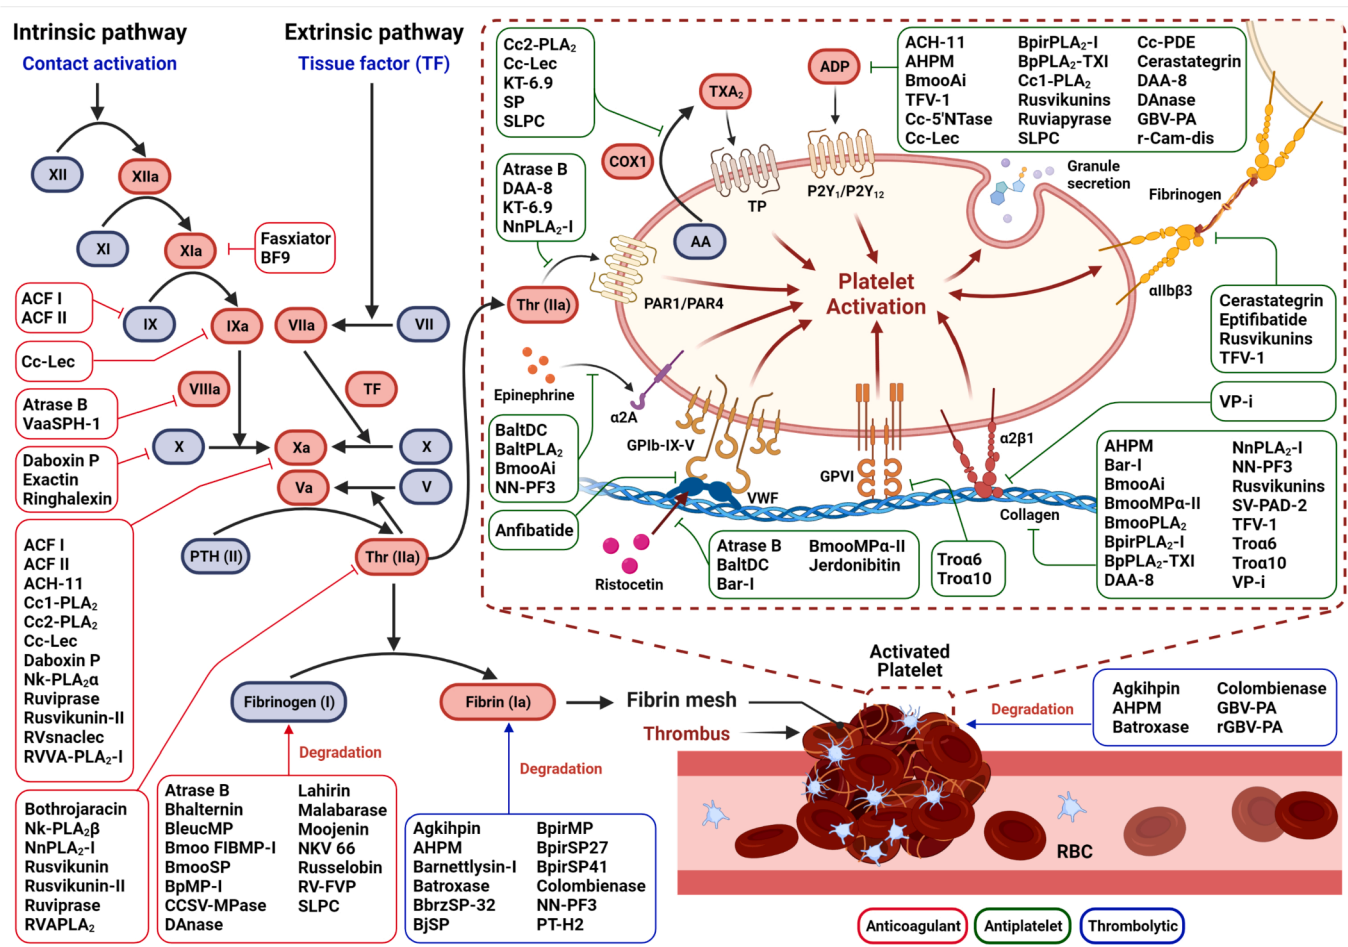 Intrinsic pathway
Contact activation
Extrinsic pathway
Tissue factor (TF)
XII
XIIa
XI
XIa
Fasxiator
BF9
ACF I
ACF II
IX
IXa
VIIa
VII
Cc-Lec
VIIIa
TF
Atrase B
VaaSPH-1
X
Xa
X
Daboxin P
Exactin
Ringhalexin
Va
V
PTH (II)
Thr (IIa)
ACF I
ACF II
ACH-11
Cc1-PLA₂
Cc2-PLA₂
Cc-Lec
Daboxin P
Nk-PLA₂α
Ruviprase
Rusvikunin-II
RVsnaclec
RVVA-PLA₂-I
Bothrojaracin
Nk-PLA₂β
NnPLA₂-I
Rusvikunin
Rusvikunin-II
Ruviprase
RVAPLA₂
Fibrinogen (I)
Fibrin (Ia)
Fibrin mesh
Thrombus
Degradation
Atrase B
Bhalternin
BleucMP
Bmoo FIBMP-I
BmooSP
BpMP-I
CCSV-MPase
DAnase
Lahirin
Malabarase
Moojenin
NKV 66
Russelobin
RV-FVP
SLPC
Degradation
Agkihpin
AHPM
Barnettlysin-I
Batroxase
BbrzSP-32
BjSP
BpirMP
BpirSP27
BpirSP41
Colombienase
NN-PF3
PT-H2
Cc2-PLA₂
Cc-Lec
KT-6.9
SP
SLPC
TXA₂
COX1
AA
TP
ADP
P2Y₁/P2Y₁₂
ACH-11
AHPM
BmooAi
TFV-1
Cc-5'NTase
Cc-Lec
BpirPLA₂-I
BpPLA₂-TXI
Cc1-PLA₂
Rusvikunins
Ruviapyrase
SLPC
Cc-PDE
Cerastategrin
DAA-8
DAnase
GBV-PA
r-Cam-dis
Atrase B
DAA-8
KT-6.9
NnPLA₂-I
Thr (IIa)
PAR1/PAR4
Platelet
Activation
Granule
secretion
Fibrinogen
αIIbβ3
Cerastategrin
Eptifibatide
Rusvikunins
TFV-1
Epinephrine
α2A
BaltDC
BaltPLA₂
BmooAi
NN-PF3
GPIb-IX-V
GPVI
α2β1
VP-i
Anfibatide
VWF
Ristocetin
Atrase B
BaltDC
Bar-I
BmooMPα-II
Jerdonibitin
Troα6
Troα10
Collagen
AHPM
Bar-I
BmooAi
BmooMPα-II
BmooPLA₂
BpirPLA₂-I
BpPLA₂-TXI
DAA-8
NnPLA₂-I
NN-PF3
Rusvikunins
SV-PAD-2
TFV-1
Troα6
Troα10
VP-i
Activated
Platelet
Degradation
Agkihpin
AHPM
Batroxase
Colombienase
GBV-PA
rGBV-PA
RBC
Anticoagulant
Antiplatelet
Thrombolytic